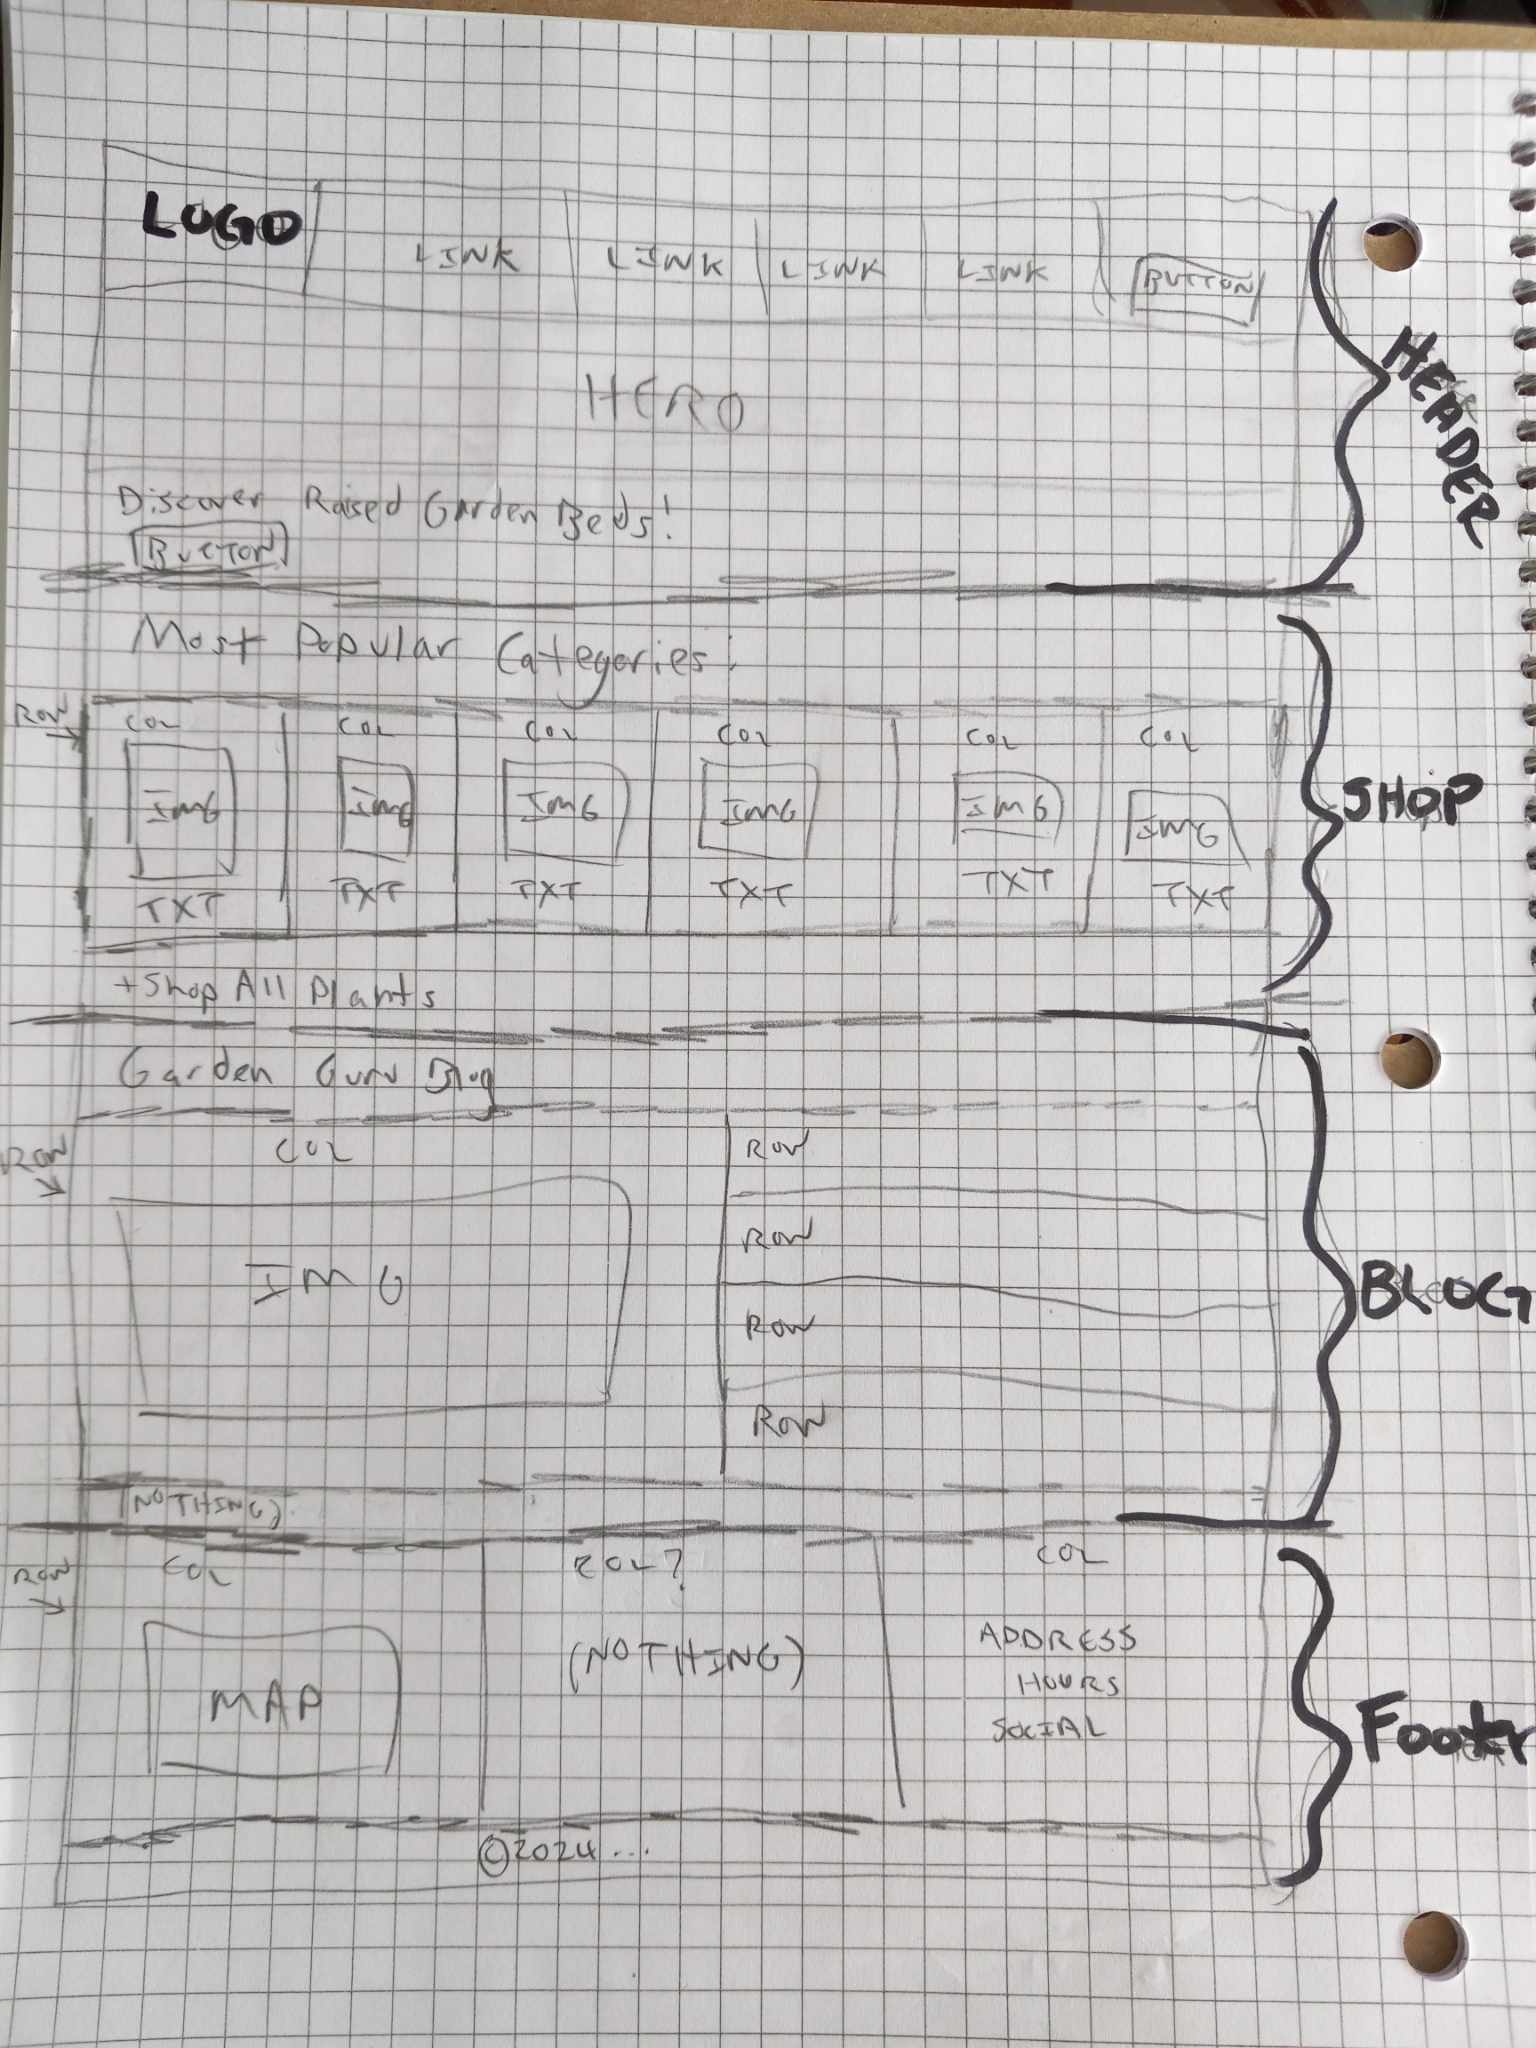 LOGO LINK LINK LINK LINK BUTTON
HERO
HEADER
Discover Raised Garden Beds!
BUTTON
Most Popular Categories:
ROW
COL COL COL COL COL COL
IMG IMG IMG IMG IMG IMG
TXT TXT TXT TXT TXT TXT
SHOP
+Shop All Plants
Garden Guru Blog
ROW
COL
IMG
ROW
ROW
ROW
ROW
BLOG
(NOTHING)
ROW
COL COL? COL
MAP
(NOTHING)
ADDRESS
HOURS
SOCIAL
Footer
©2024...